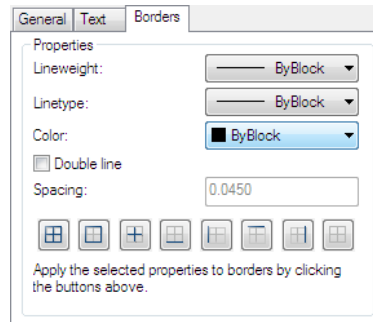 General Text Borders
Properties
Lineweight: ByBlock
Linetype: ByBlock
Color: ByBlock
Double line
Spacing: 0.0450
Apply the selected properties to borders by clicking
the buttons above.